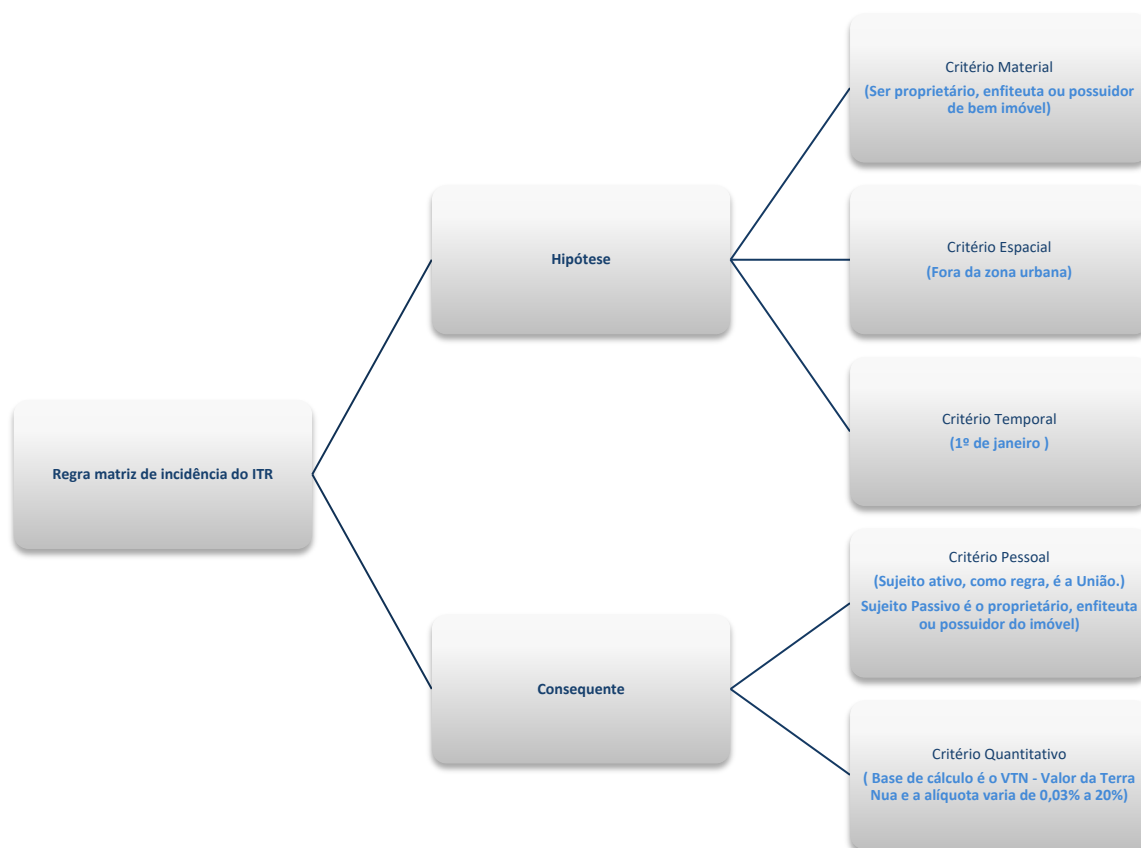 Critério Material
(Ser proprietário, enfiteuta ou possuidor
de bem imóvel)
Hipótese
Critério Espacial
(Fora da zona urbana)
Critério Temporal
(1º de janeiro )
Regra matriz de incidência do ITR
Critério Pessoal
(Sujeito ativo, como regra, é a União.)
Sujeito Passivo é o proprietário, enfiteuta
ou possuidor do imóvel)
Consequente
Critério Quantitativo
( Base de cálculo é o VTN - Valor da Terra
Nua e a alíquota varia de 0,03% a 20%)